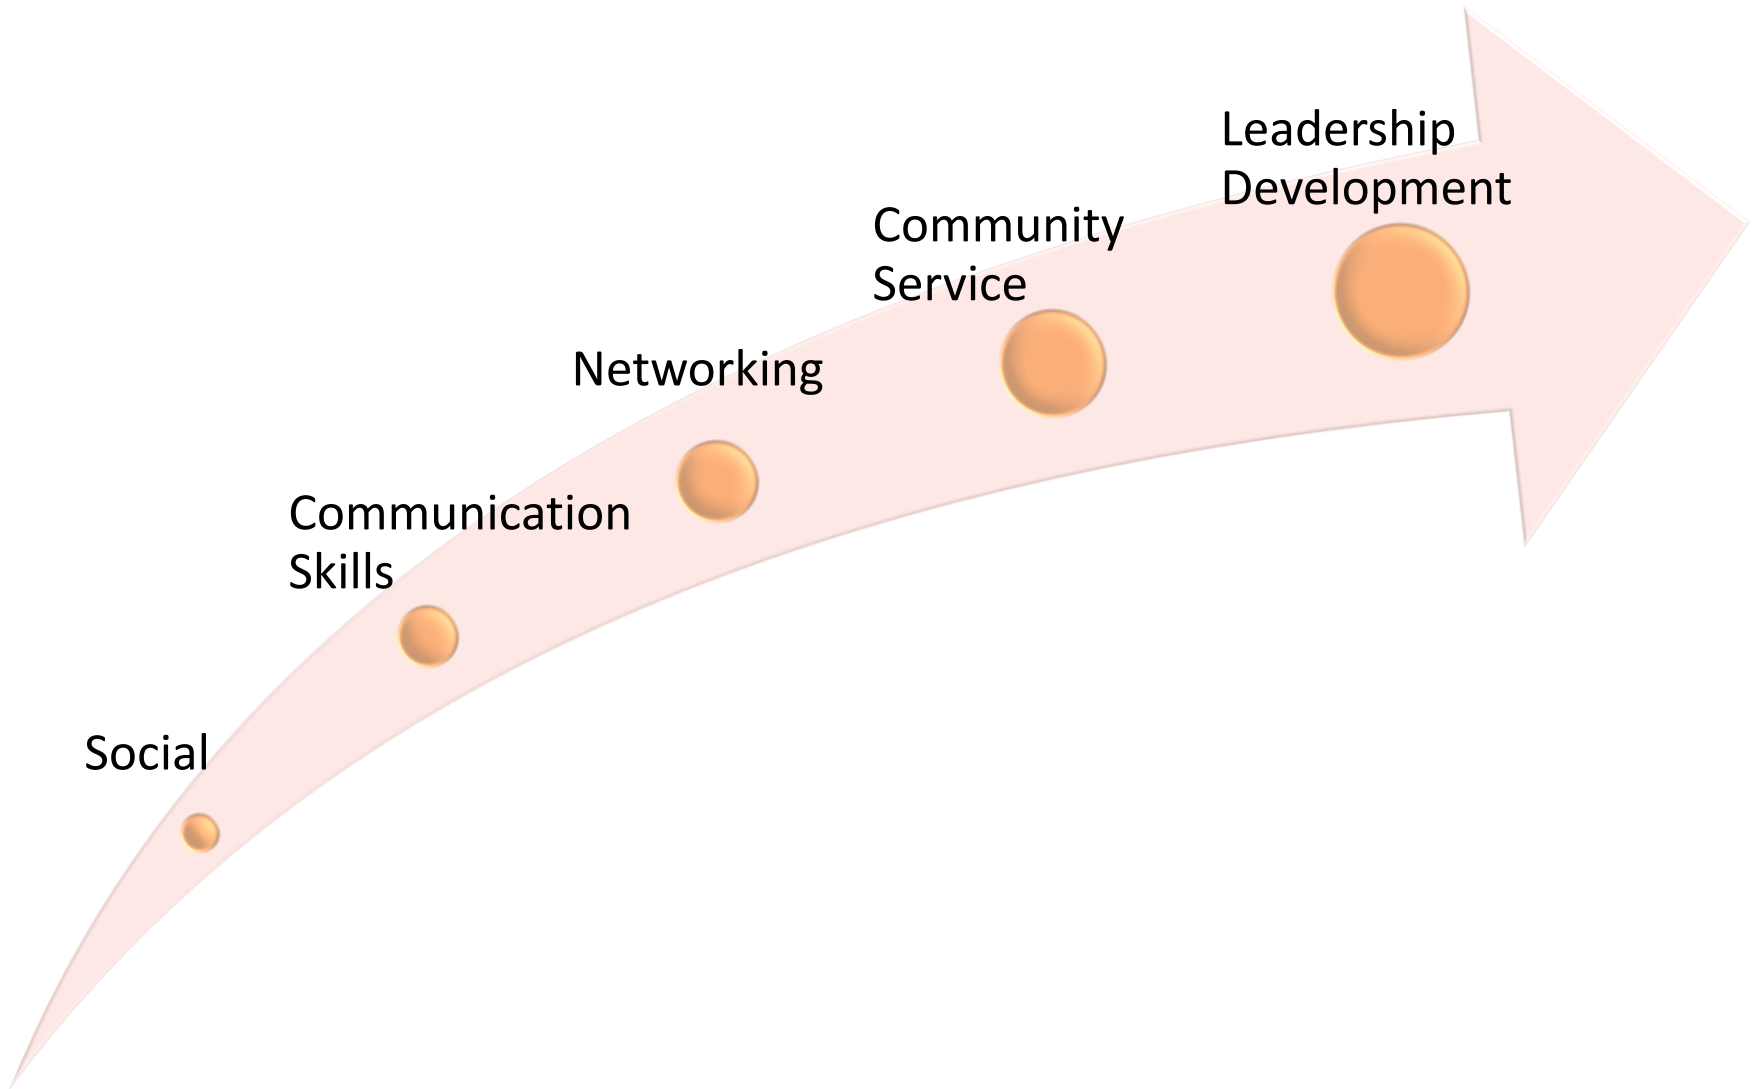 Leadership
Development
Community
Service
Networking
Communication
Skills
Social